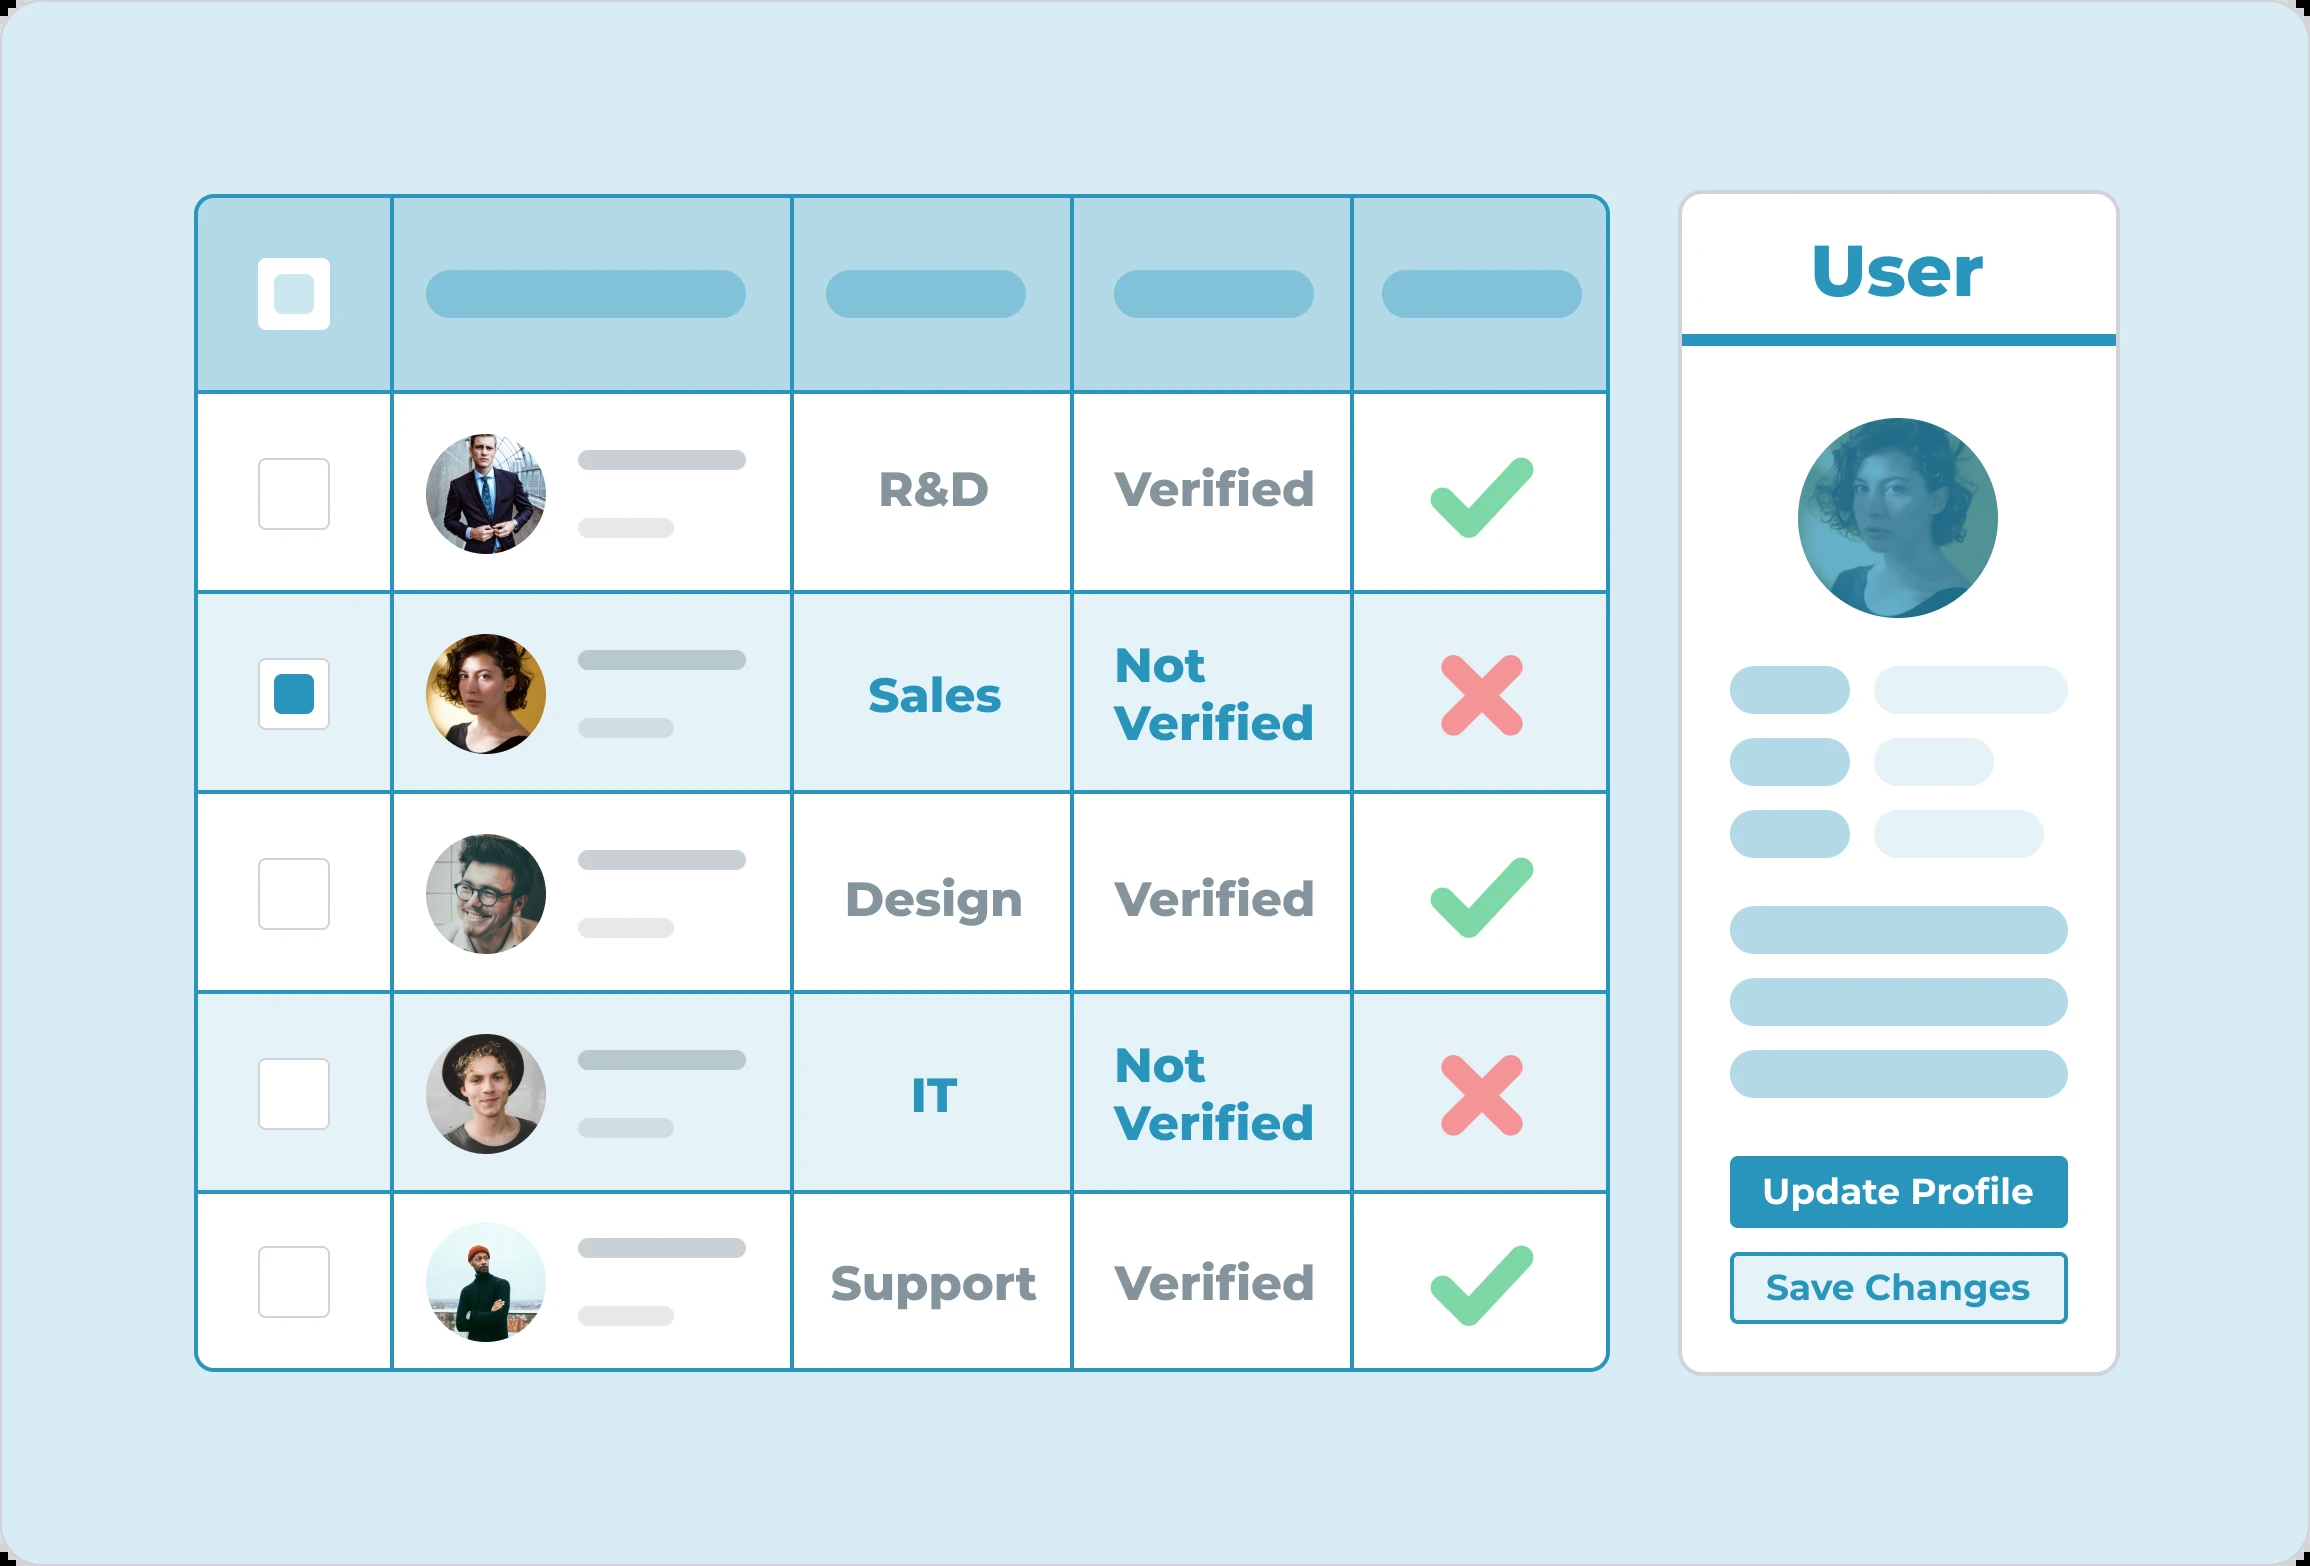 User
R&D
Verified
Sales
Not
Verified
Design
Verified
IT
Not
Verified
Support
Verified
Update Profile
Save Changes